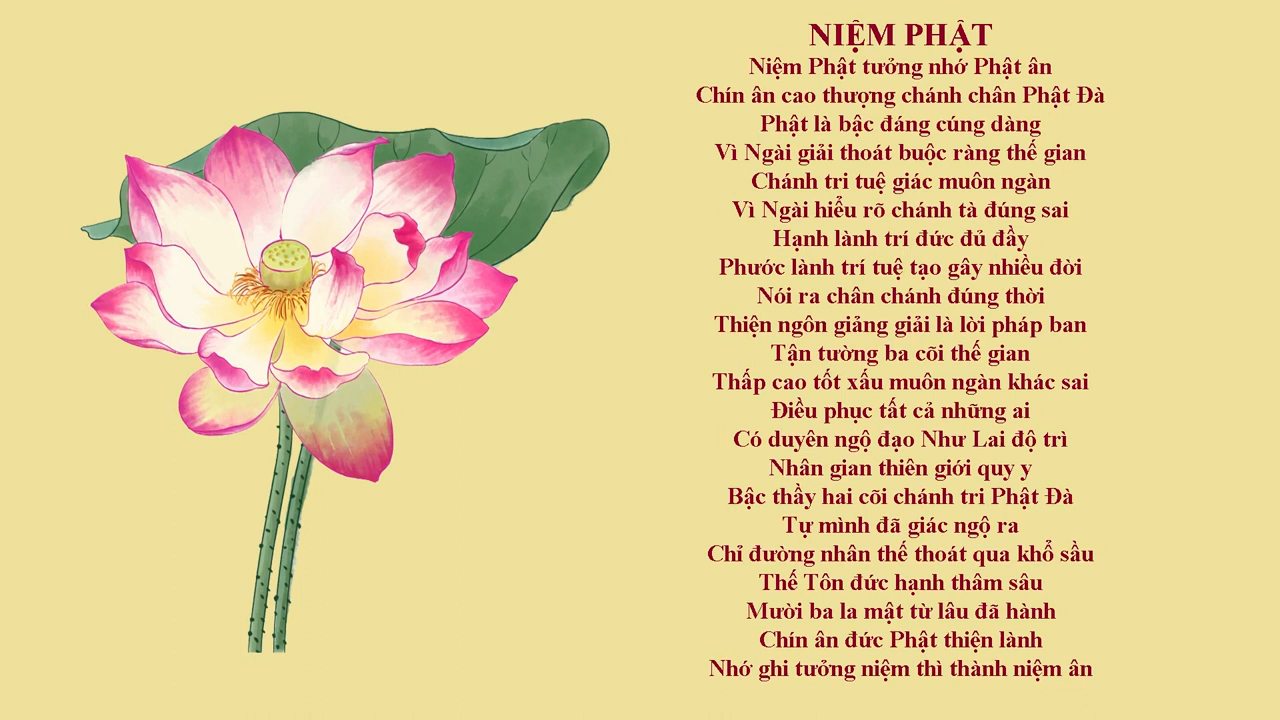 NIỆM PHẬT
Niệm Phật tưởng nhớ Phật ân
Chín ân cao thượng chánh chân Phật Đà
Phật là bậc đáng cúng dàng
Vì Ngài giải thoát buộc ràng thế gian
Chánh tri tuệ giác muôn ngàn
Vì Ngài hiểu rõ chánh tà đúng sai
Hạnh lành trí đức đủ đầy
Phước lành trí tuệ tạo gây nhiều đời
Nói ra chân chánh đúng thời
Thiện ngôn giảng giải là lời pháp ban
Tận tường ba cõi thế gian
Thấp cao tốt xấu muôn ngàn khác sai
Điều phục tất cả những ai
Có duyên ngộ đạo Như Lai độ trì
Nhân gian thiên giới quy y
Bậc thầy hai cõi chánh tri Phật Đà
Tự mình đã giác ngộ ra
Chỉ đường nhân thế thoát qua khổ sầu
Thế Tôn đức hạnh thâm sâu
Mười ba la mật từ lâu đã hành
Chín ân đức Phật thiện lành
Nhớ ghi tưởng niệm thì thành niệm ân